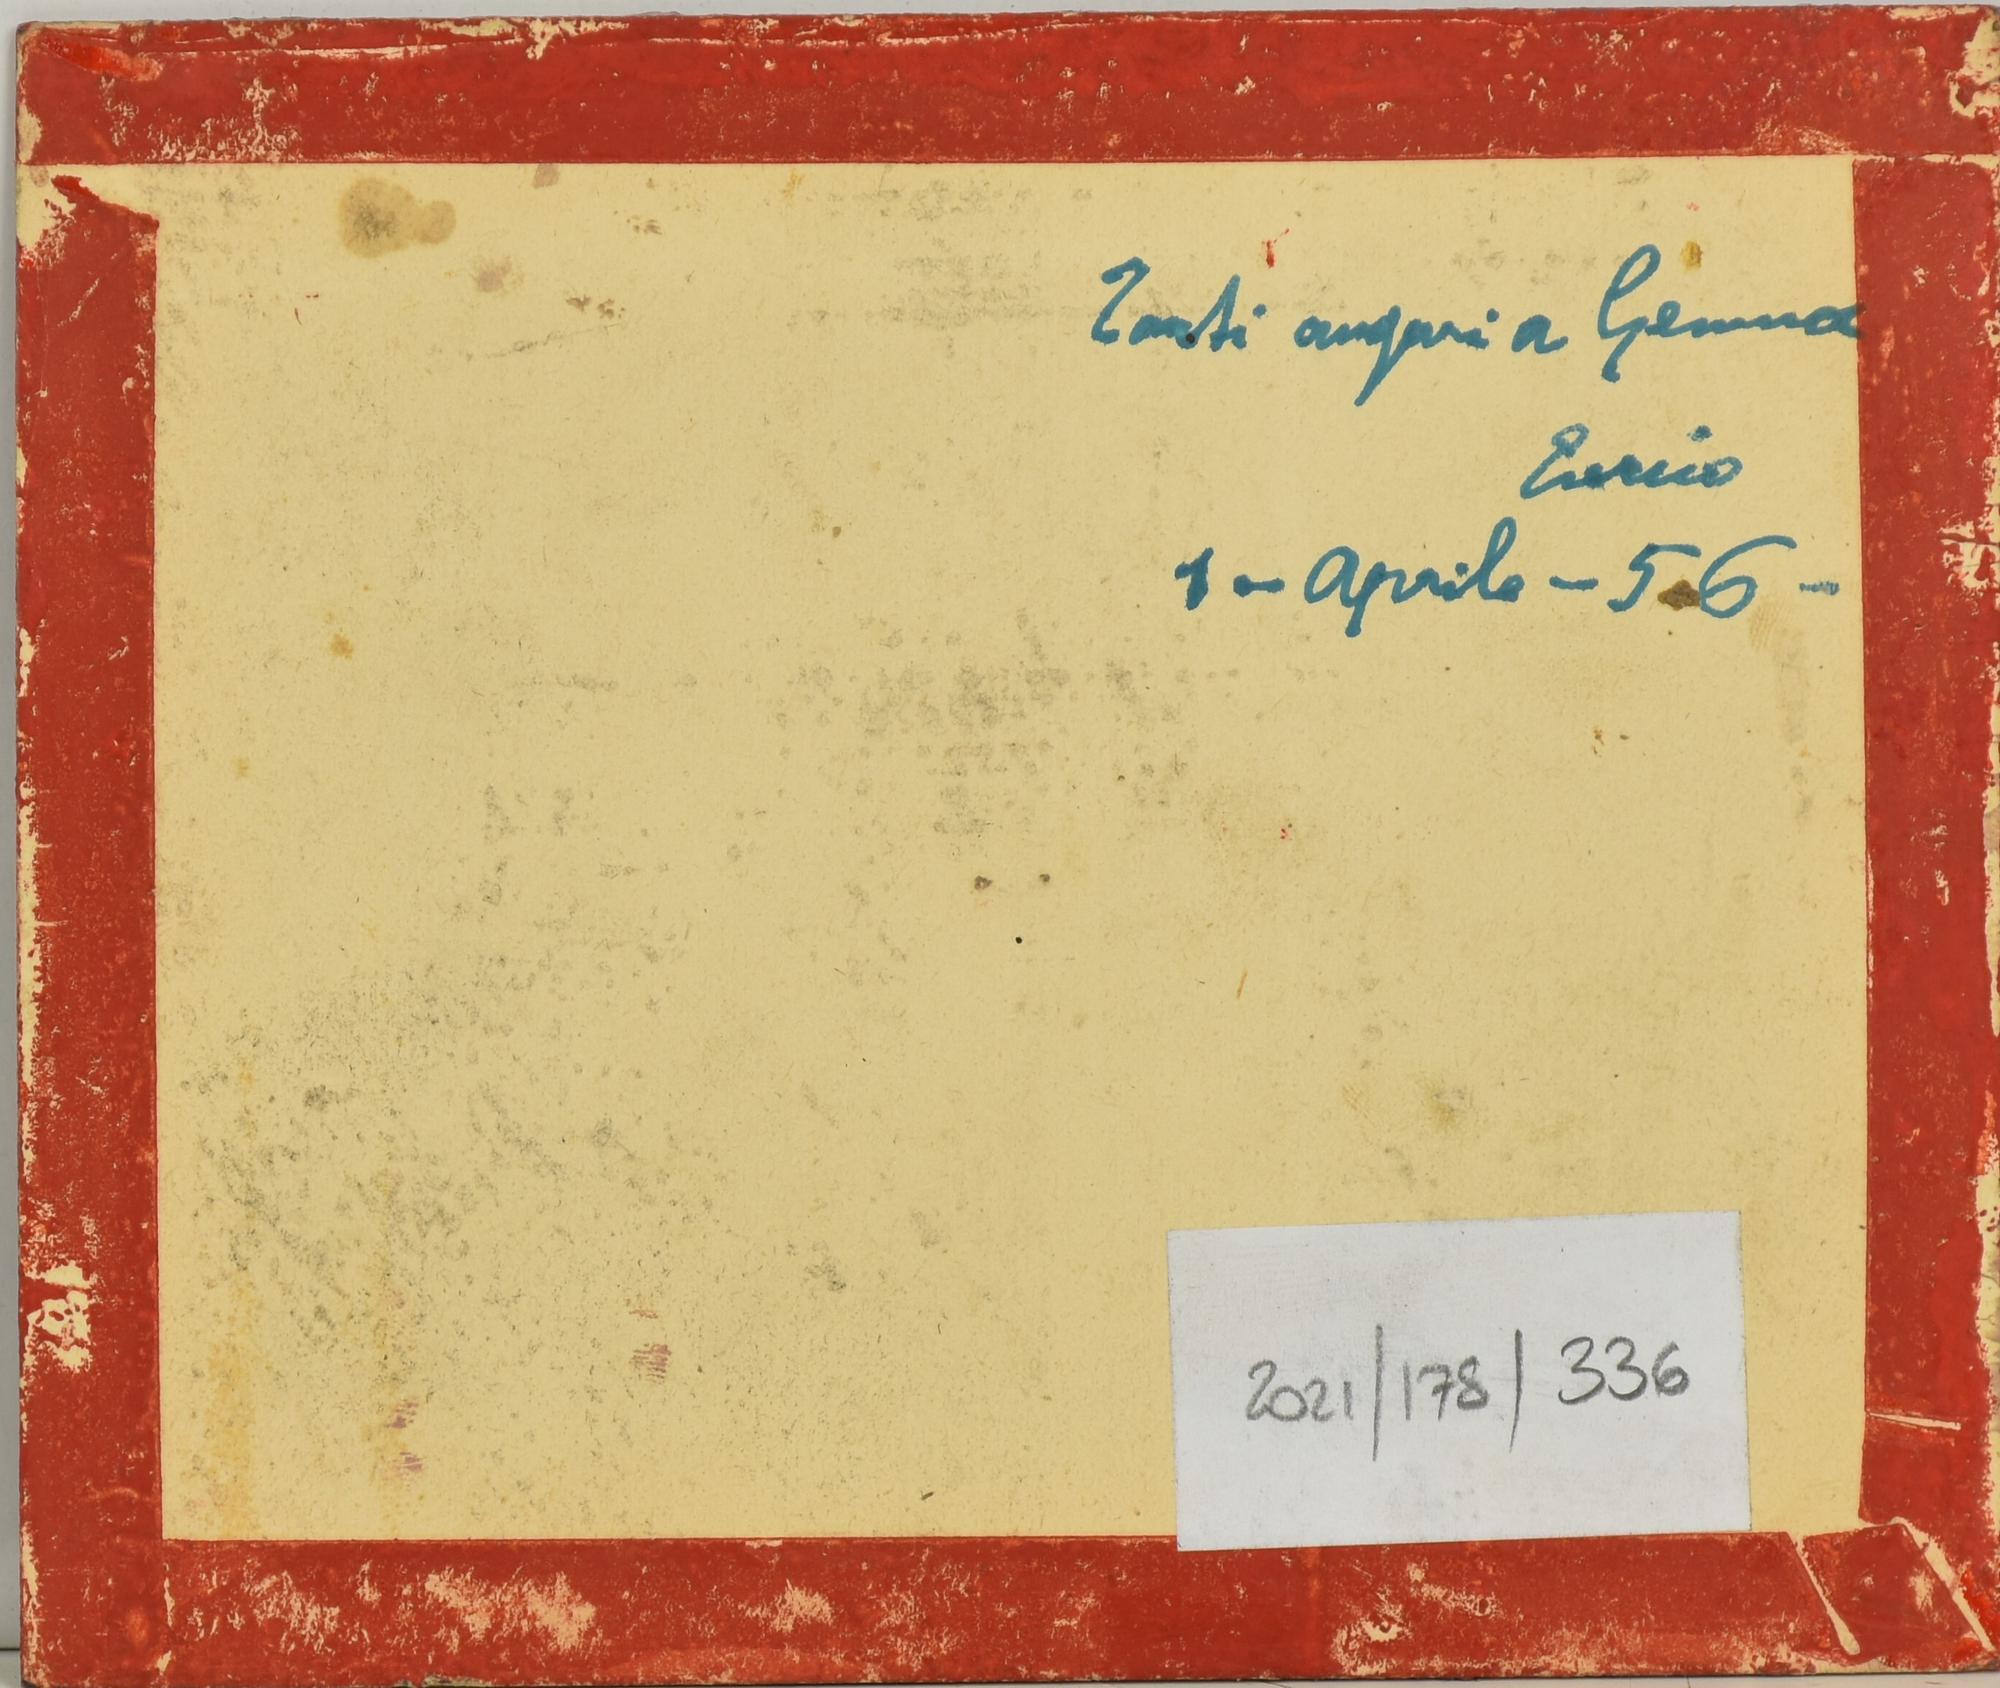 Tanti auguri a Gemma
Enrico
1 - Aprile - 56 -
2021/178/336